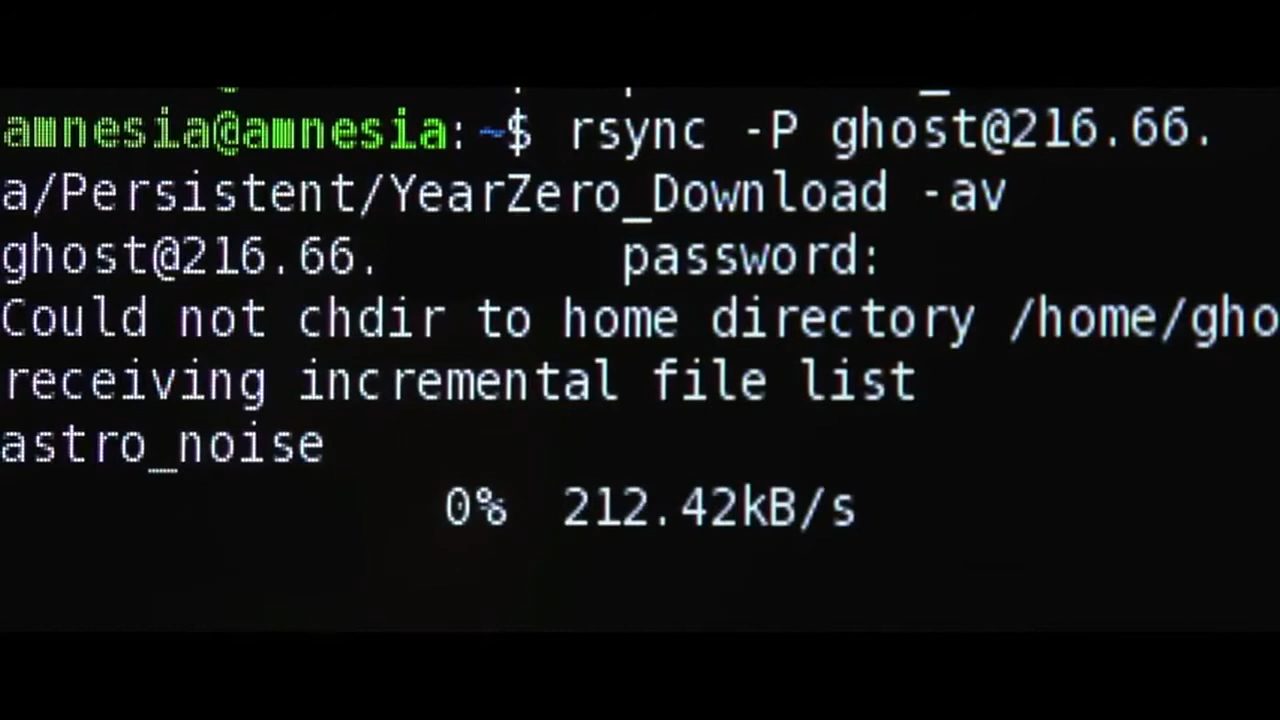 amnesia@amnesia:~$ rsync -P ghost@216.66.
a/Persistent/YearZero_Download -av
ghost@216.66. password:
Could not chdir to home directory /home/gho
receiving incremental file list
astro_noise
0% 212.42kB/s